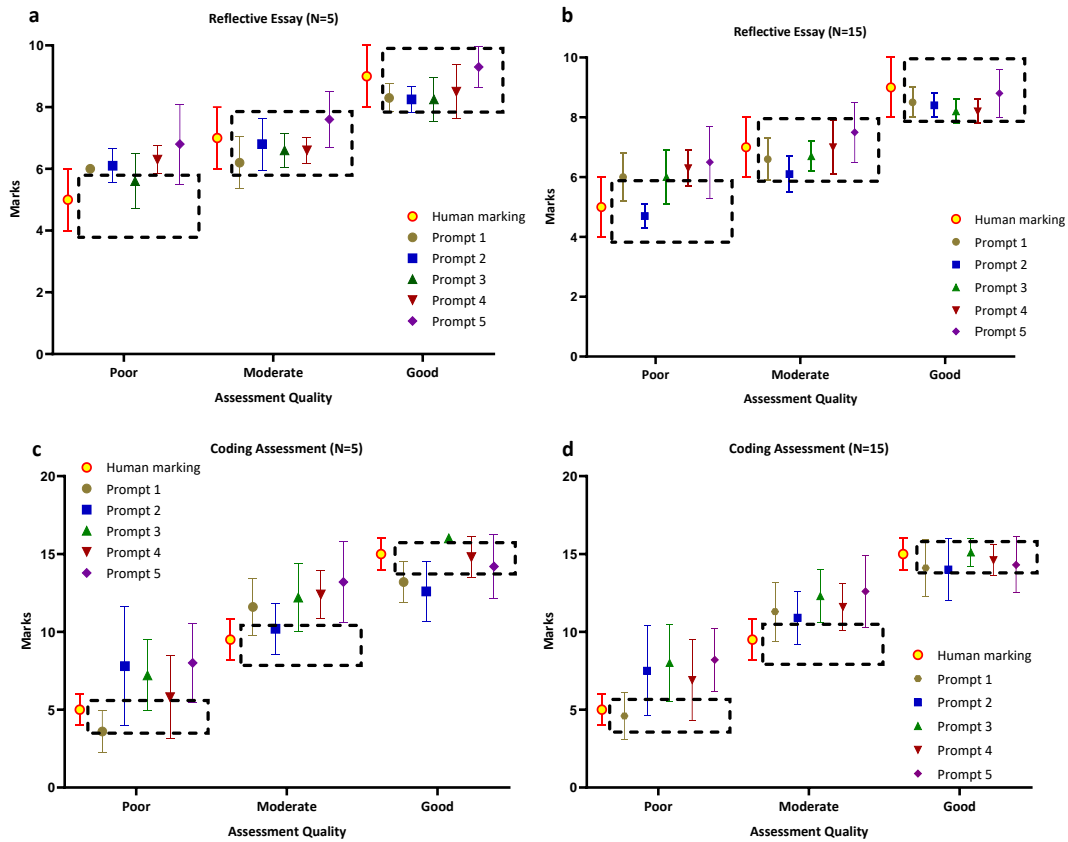 a
Reflective Essay (N=5)
10
8
6
4
2
0
Marks
Human marking
Prompt 1
Prompt 2
Prompt 3
Prompt 4
Prompt 5
Poor
Moderate
Good
Assessment Quality
b
Reflective Essay (N=15)
10
8
6
4
2
0
Marks
Human marking
Prompt 1
Prompt 2
Prompt 3
Prompt 4
Prompt 5
Poor
Moderate
Good
Assessment Quality
c
Coding Assessment (N=5)
Human marking
Prompt 1
Prompt 2
Prompt 3
Prompt 4
Prompt 5
20
15
10
5
0
Marks
Poor
Moderate
Good
Assessment Quality
d
Coding Assessment (N=15)
20
15
10
5
0
Marks
Human marking
Prompt 1
Prompt 2
Prompt 3
Prompt 4
Prompt 5
Poor
Moderate
Good
Assessment Quality